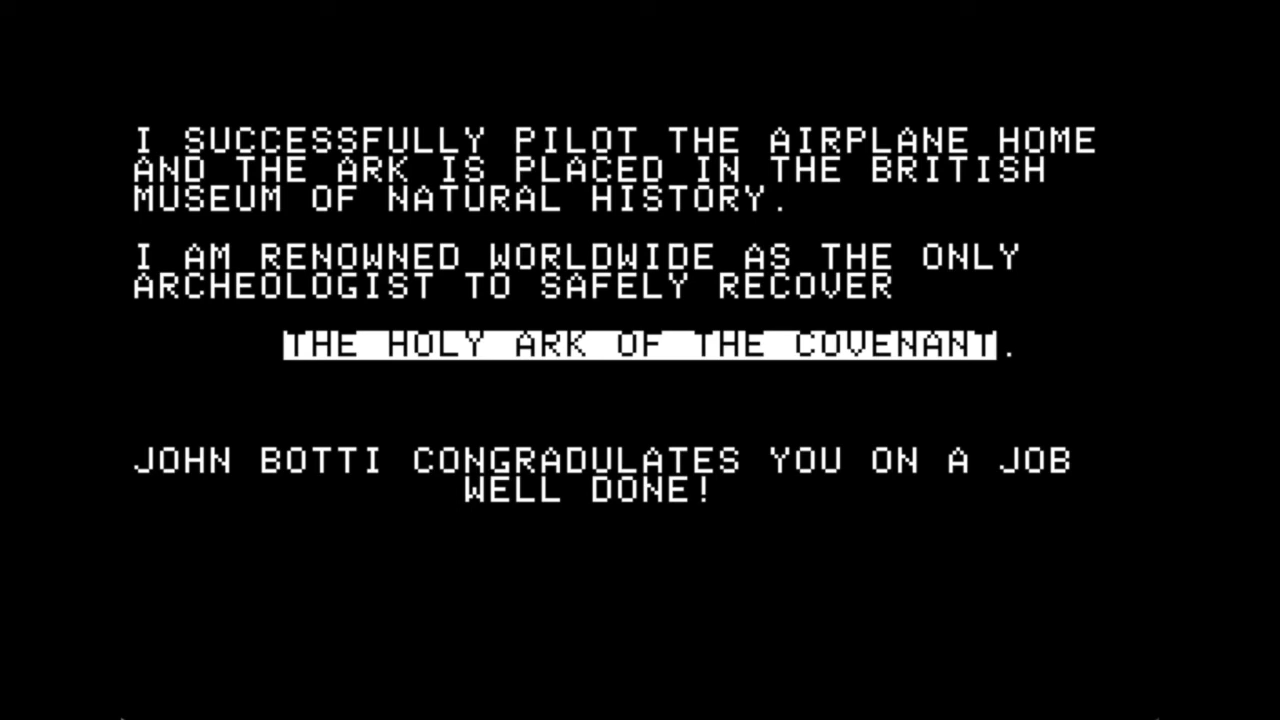 I SUCCESSFULLY PILOT THE AIRPLANE HOME
AND THE ARK IS PLACED IN THE BRITISH
MUSEUM OF NATURAL HISTORY.
I AM RENOWNED WORLDWIDE AS THE ONLY
ARCHEOLOGIST TO SAFELY RECOVER
THE HOLY ARK OF THE COVENANT.
JOHN BOTTI CONGRADULATES YOU ON A JOB
WELL DONE!